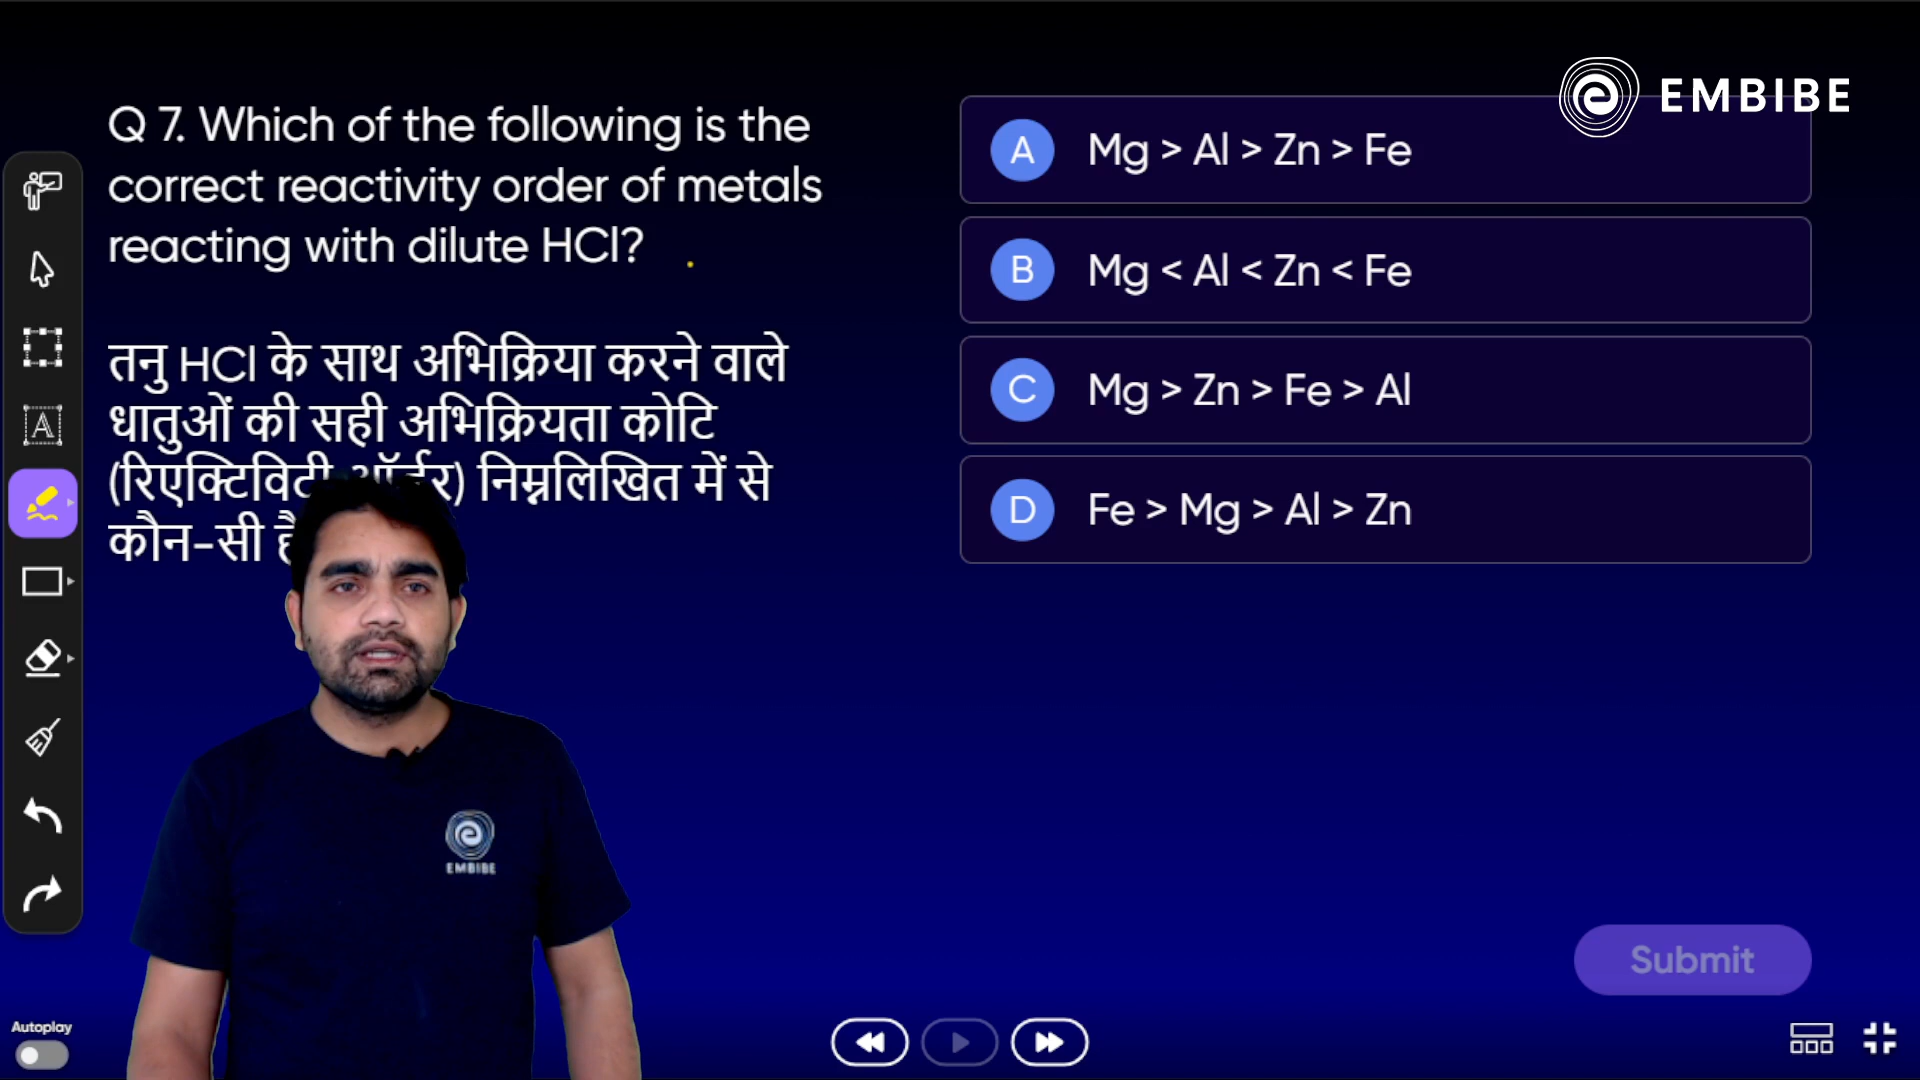 EMBIBE
Q 7. Which of the following is the
correct reactivity order of metals
reacting with dilute HCl?
तनु HCl के साथ अभिक्रिया करने वाले
धातुओं की सही अभिक्रियता कोटि
(रिएक्टिविटी ऑर्डर) निम्नलिखित में से
कौन-सी है
A Mg > Al > Zn > Fe
B Mg < Al < Zn < Fe
C Mg > Zn > Fe > Al
D Fe > Mg > Al > Zn
A
EMBIBE
Submit
Autoplay